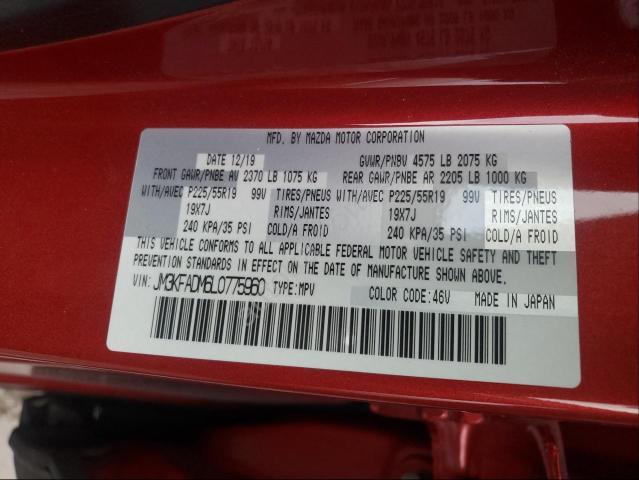 MFD. BY MAZDA MOTOR CORPORATION
DATE 12/19 GVWR/PNBV 4575 LB 2075 KG
FRONT GAWR/PNBE AV 2370 LB 1075 KG REAR GAWR/PNBE AR 2205 LB 1000 KG
WITH/AVEC P225/55R19 99V TIRES/PNEUS WITH/AVEC P225/55R19 99V TIRES/PNEUS
19X7J RIMS/JANTES 19X7J RIMS/JANTES
240 KPA/35 PSI COLD/A FROID 240 KPA/35 PSI COLD/A FROID
THIS VEHICLE CONFORMS TO ALL APPLICABLE FEDERAL MOTOR VEHICLE SAFETY AND THEFT
PREVENTION STANDARDS IN EFFECT ON THE DATE OF MANUFACTURE SHOWN ABOVE.
VIN: JM3KFADM6L0775960 TYPE: MPV COLOR CODE: 46V MADE IN JAPAN